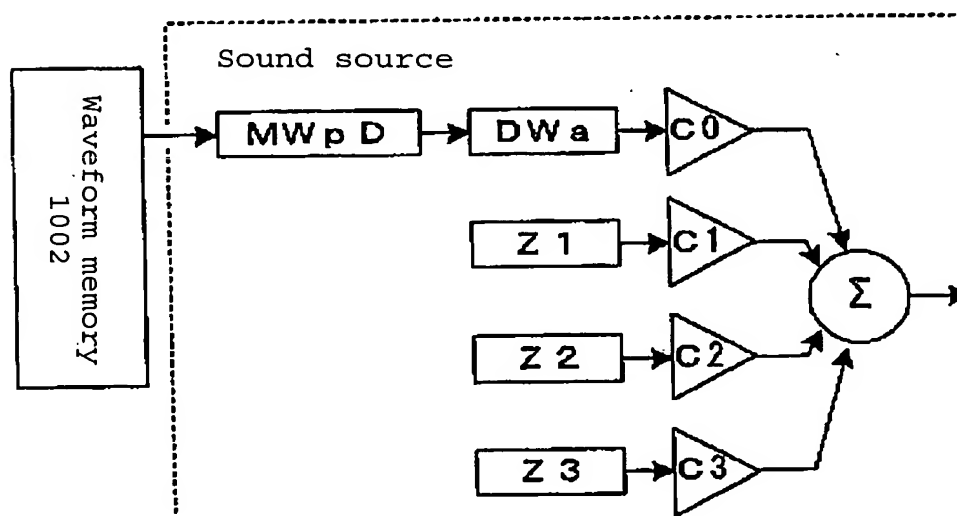 Sound source
Waveform memory
1002
MWpD
DWa
C0
Z1
C1
Σ
Z2
C2
Z3
C3